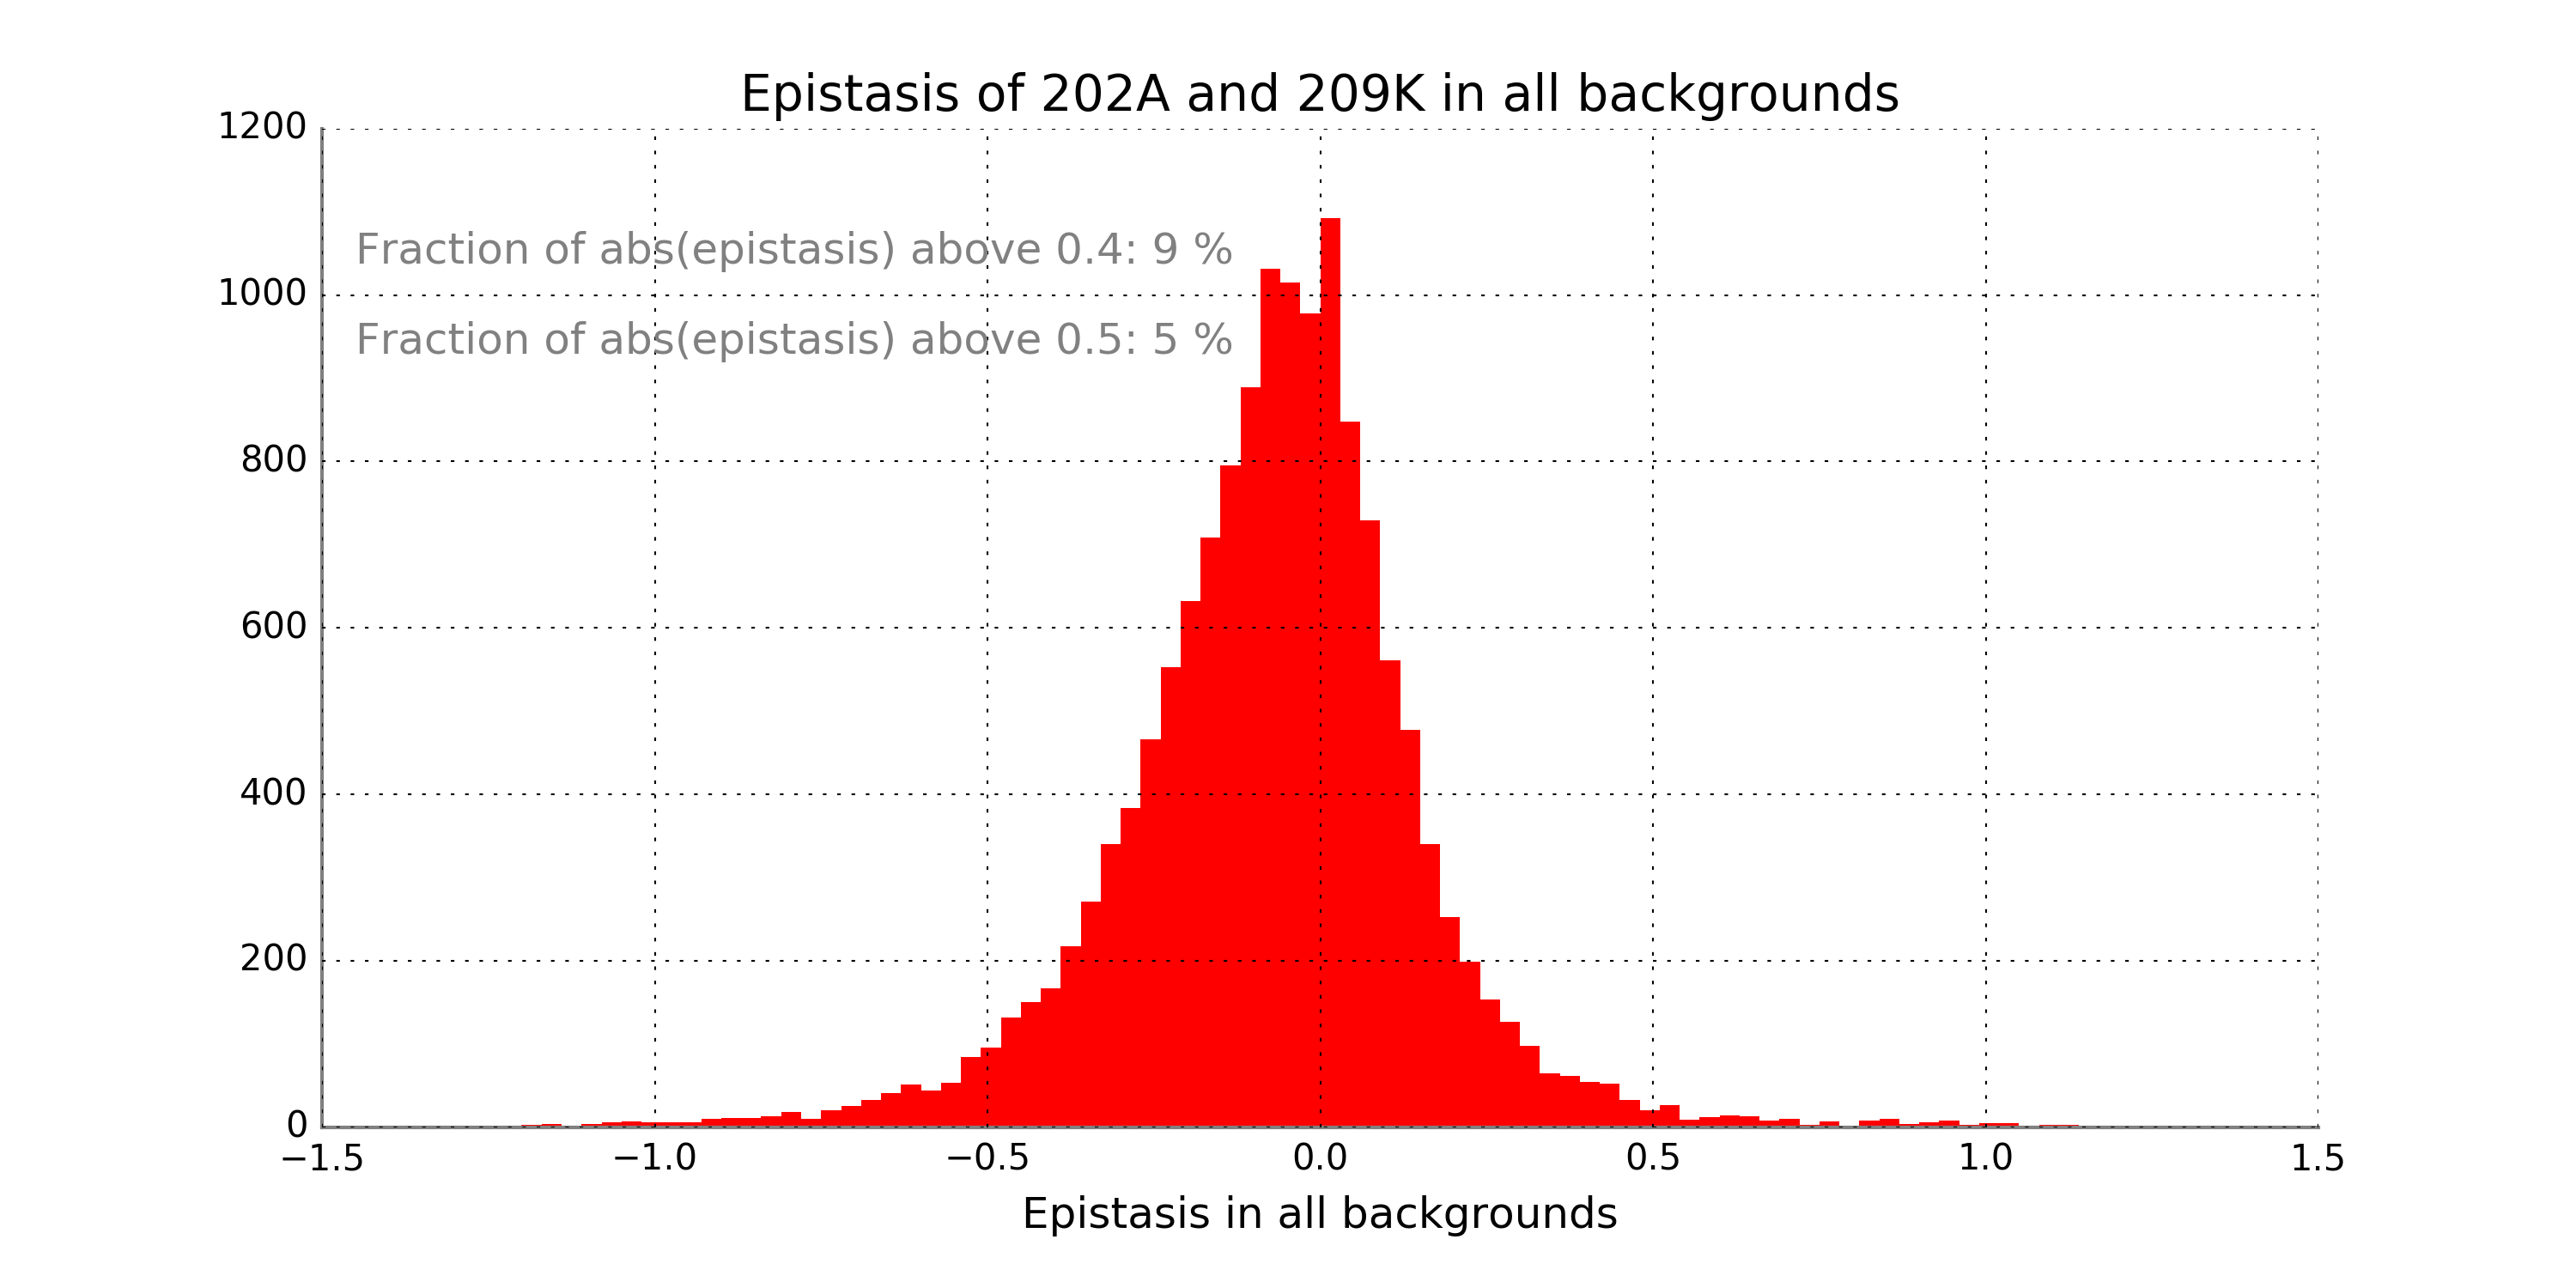 Epistasis of 202A and 209K in all backgrounds
1200
Fraction of abs(epistasis) above 0.4: 9 %
1000
Fraction of abs(epistasis) above 0.5: 5 %
800
600
400
200
0
−1.5 −1.0 −0.5 0.0 0.5 1.0 1.5
Epistasis in all backgrounds